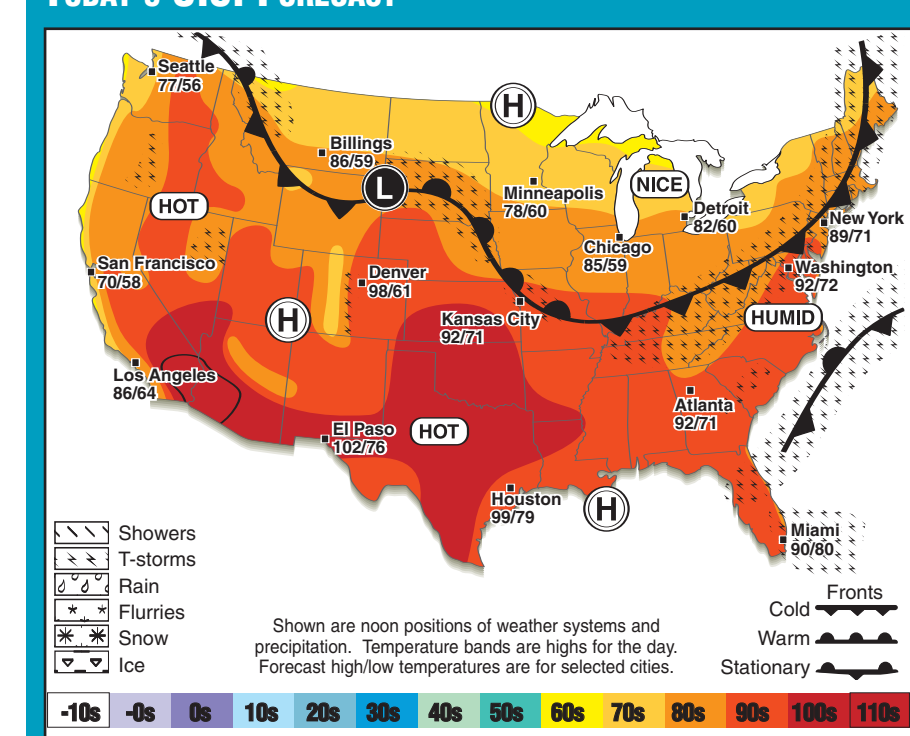 TODAY'S U.S. FORECAST
Seattle
77/56
H
Billings
86/59
L
NICE
Minneapolis
78/60
HOT
Detroit
82/60
New York
89/71
Chicago
85/59
San Francisco
70/58
Denver
98/61
Washington
92/72
H
Kansas City
92/71
HUMID
Los Angeles
86/64
Atlanta
92/71
El Paso
102/76
HOT
Houston
99/79
H
Miami
90/80
Showers
T-storms
Rain
Flurries
Snow
Ice
Shown are noon positions of weather systems and
precipitation. Temperature bands are highs for the day.
Forecast high/low temperatures are for selected cities.
Fronts
Cold
Warm
Stationary
-10s -0s 0s 10s 20s 30s 40s 50s 60s 70s 80s 90s 100s 110s